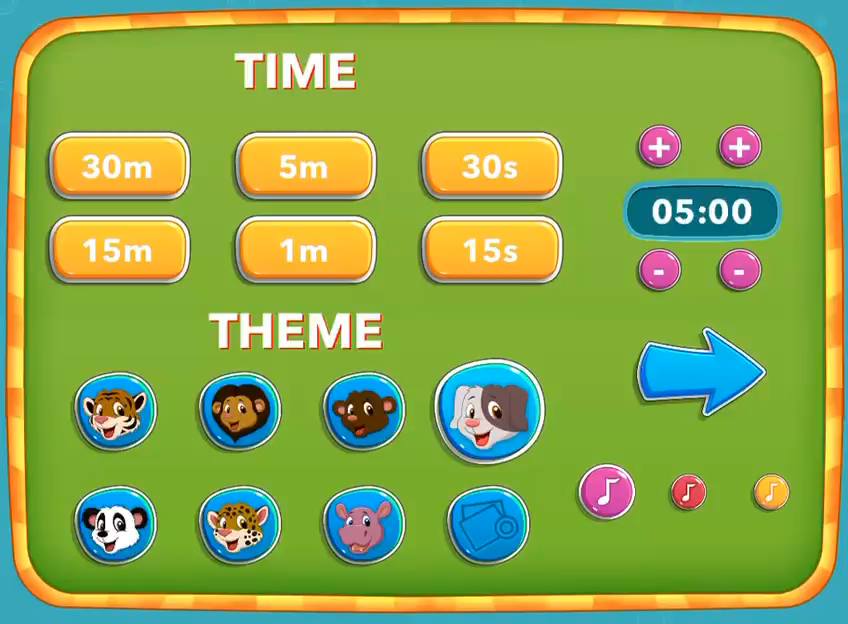 TIME
30m 5m 30s
+ +
05:00
15m 1m 15s
- -
THEME